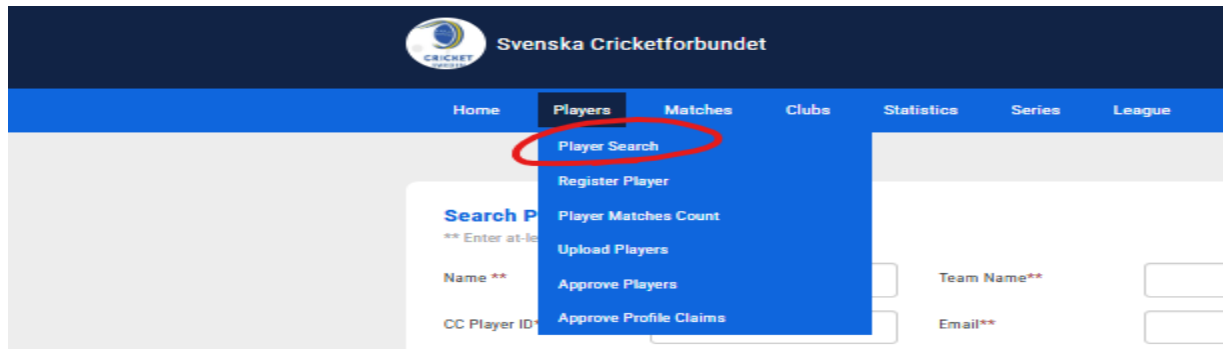 CRICKET
Svenska Cricketforbundet
Home Players Matches Clubs Statistics Series League
Player Search
Register Player
Search P Player Matches Count
** Enter at-le
Upload Players
Name ** Approve Players Team Name**
CC Player ID* Approve Profile Claims Email**